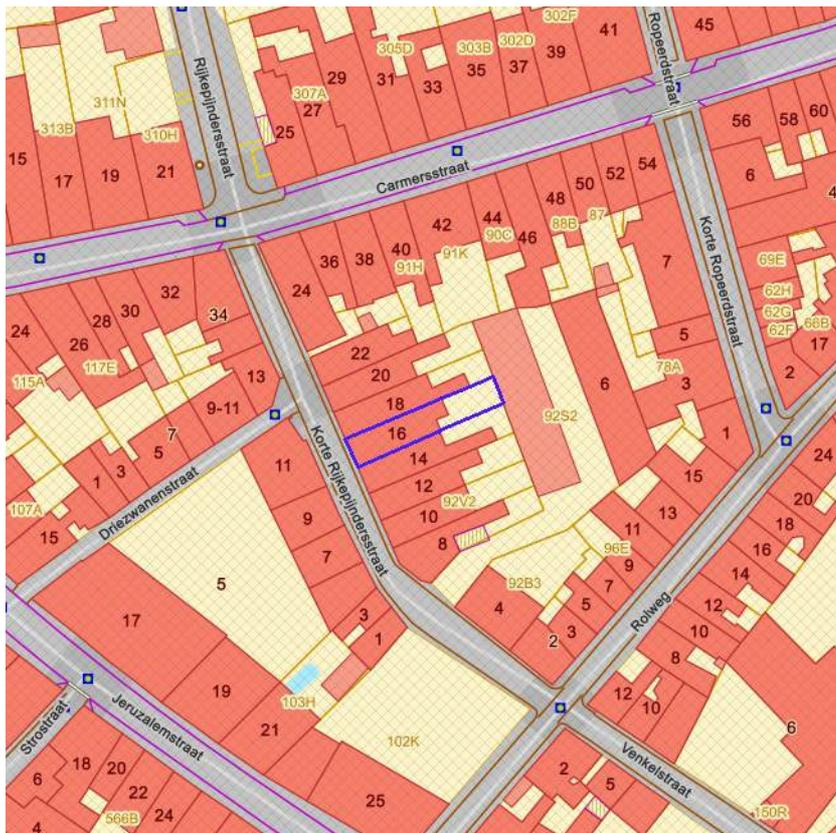 302F
Ropeerdstraat
45
41
305D
303B
302D
39
37
29
31
35
33
311N
Rijkepijndersstraat
307A
27
313B
310H
25
56
58
60
15
17
19
21
Carmersstraat
54
6
52
50
48
88B
87
4
44
90C
46
42
91K
40
91H
36
38
24
7
Korte Ropeerdstraat
69E
62H
62G
62F
66B
17
32
30
28
34
24
26
117E
115A
5
78A
3
2
22
20
18
16
14
12
10
92V2
8
13
9-11
7
5
3
1
107A
15
Driezwanenstraat
6
92S2
1
Korte Rijkepijndersstraat
11
9
7
5
15
13
11
96E
9
7
5
3
2
4
92B3
24
20
18
16
14
12
10
8
Rolweg
12
10
6
17
3
1
19
21
103H
102K
25
Jeruzalemstraat
Strostraat
6
4
18
20
22
24
566B
Venkelstraat
2
5
150R